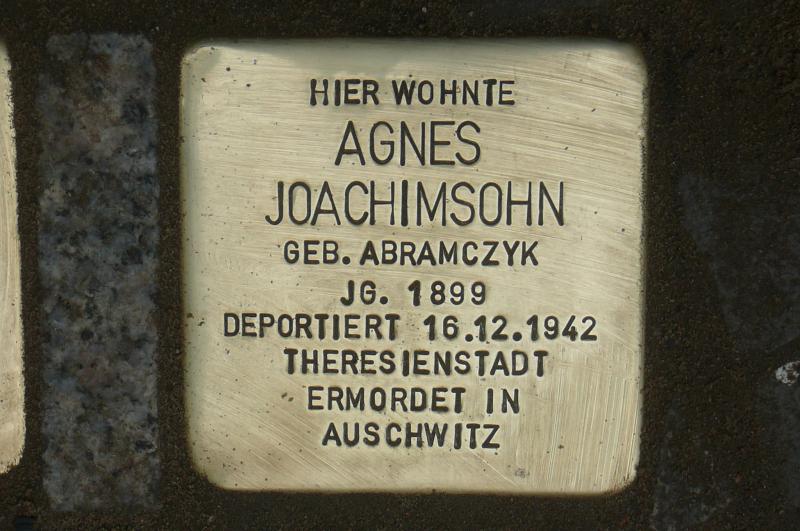 HIER WOHNTE
AGNES
JOACHIMSOHN
GEB. ABRAMCZYK
JG. 1899
DEPORTIERT 16.12.1942
THERESIENSTADT
ERMORDET IN
AUSCHWITZ